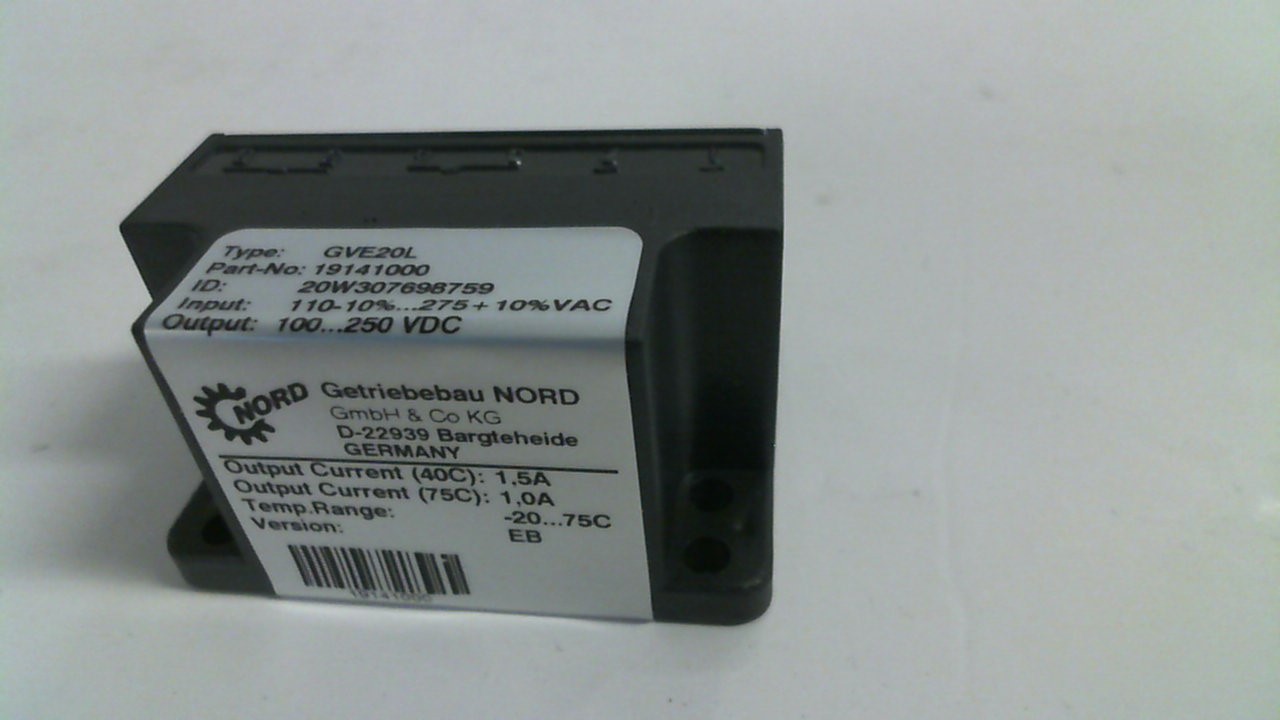 Type: GVE20L
Part-No: 19141000
ID: 20W307698759
Input: 110-10%...275 + 10% VAC
Output: 100...250 VDC
NORD
Getriebebau NORD
GmbH & Co KG
D-22939 Bargteheide
GERMANY
Output Current (40C): 1,5A
Output Current (75C): 1,0A
Temp.Range: -20...75C
Version: EB
19141000